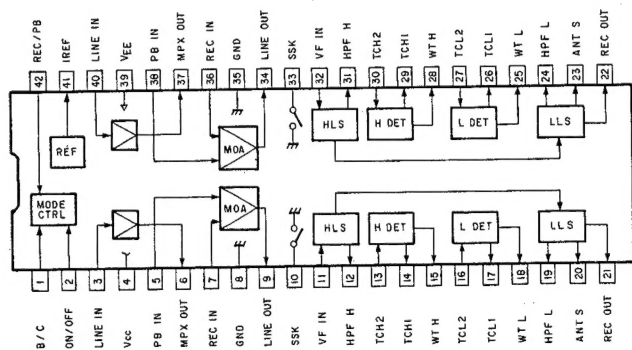 REC/PB
IREF
LINE IN
VEE
PB IN
MPX OUT
REC IN
GND
LINE OUT
SSK
VF IN
HPF H
TCH2
TCH1
WT H
TCL2
TCL1
WT L
HPF L
ANT S
REC OUT
42 41 40 39 38 37 36 35 34 33 32 31 30 29 28 27 26 25 24 23 22
REF
MOA
HLS
H DET
L DET
LLS
MODE CTRL
MOA
HLS
H DET
L DET
LLS
1 2 3 4 5 6 7 8 9 10 11 12 13 14 15 16 17 18 19 20 21
B/C
ON/OFF
LINE IN
Vcc
PB IN
MPX OUT
REC IN
GND
LINE OUT
SSK
VF IN
HPF H
TCH2
TCH1
WT H
TCL2
TCL1
WT L
HPF L
ANT S
REC OUT